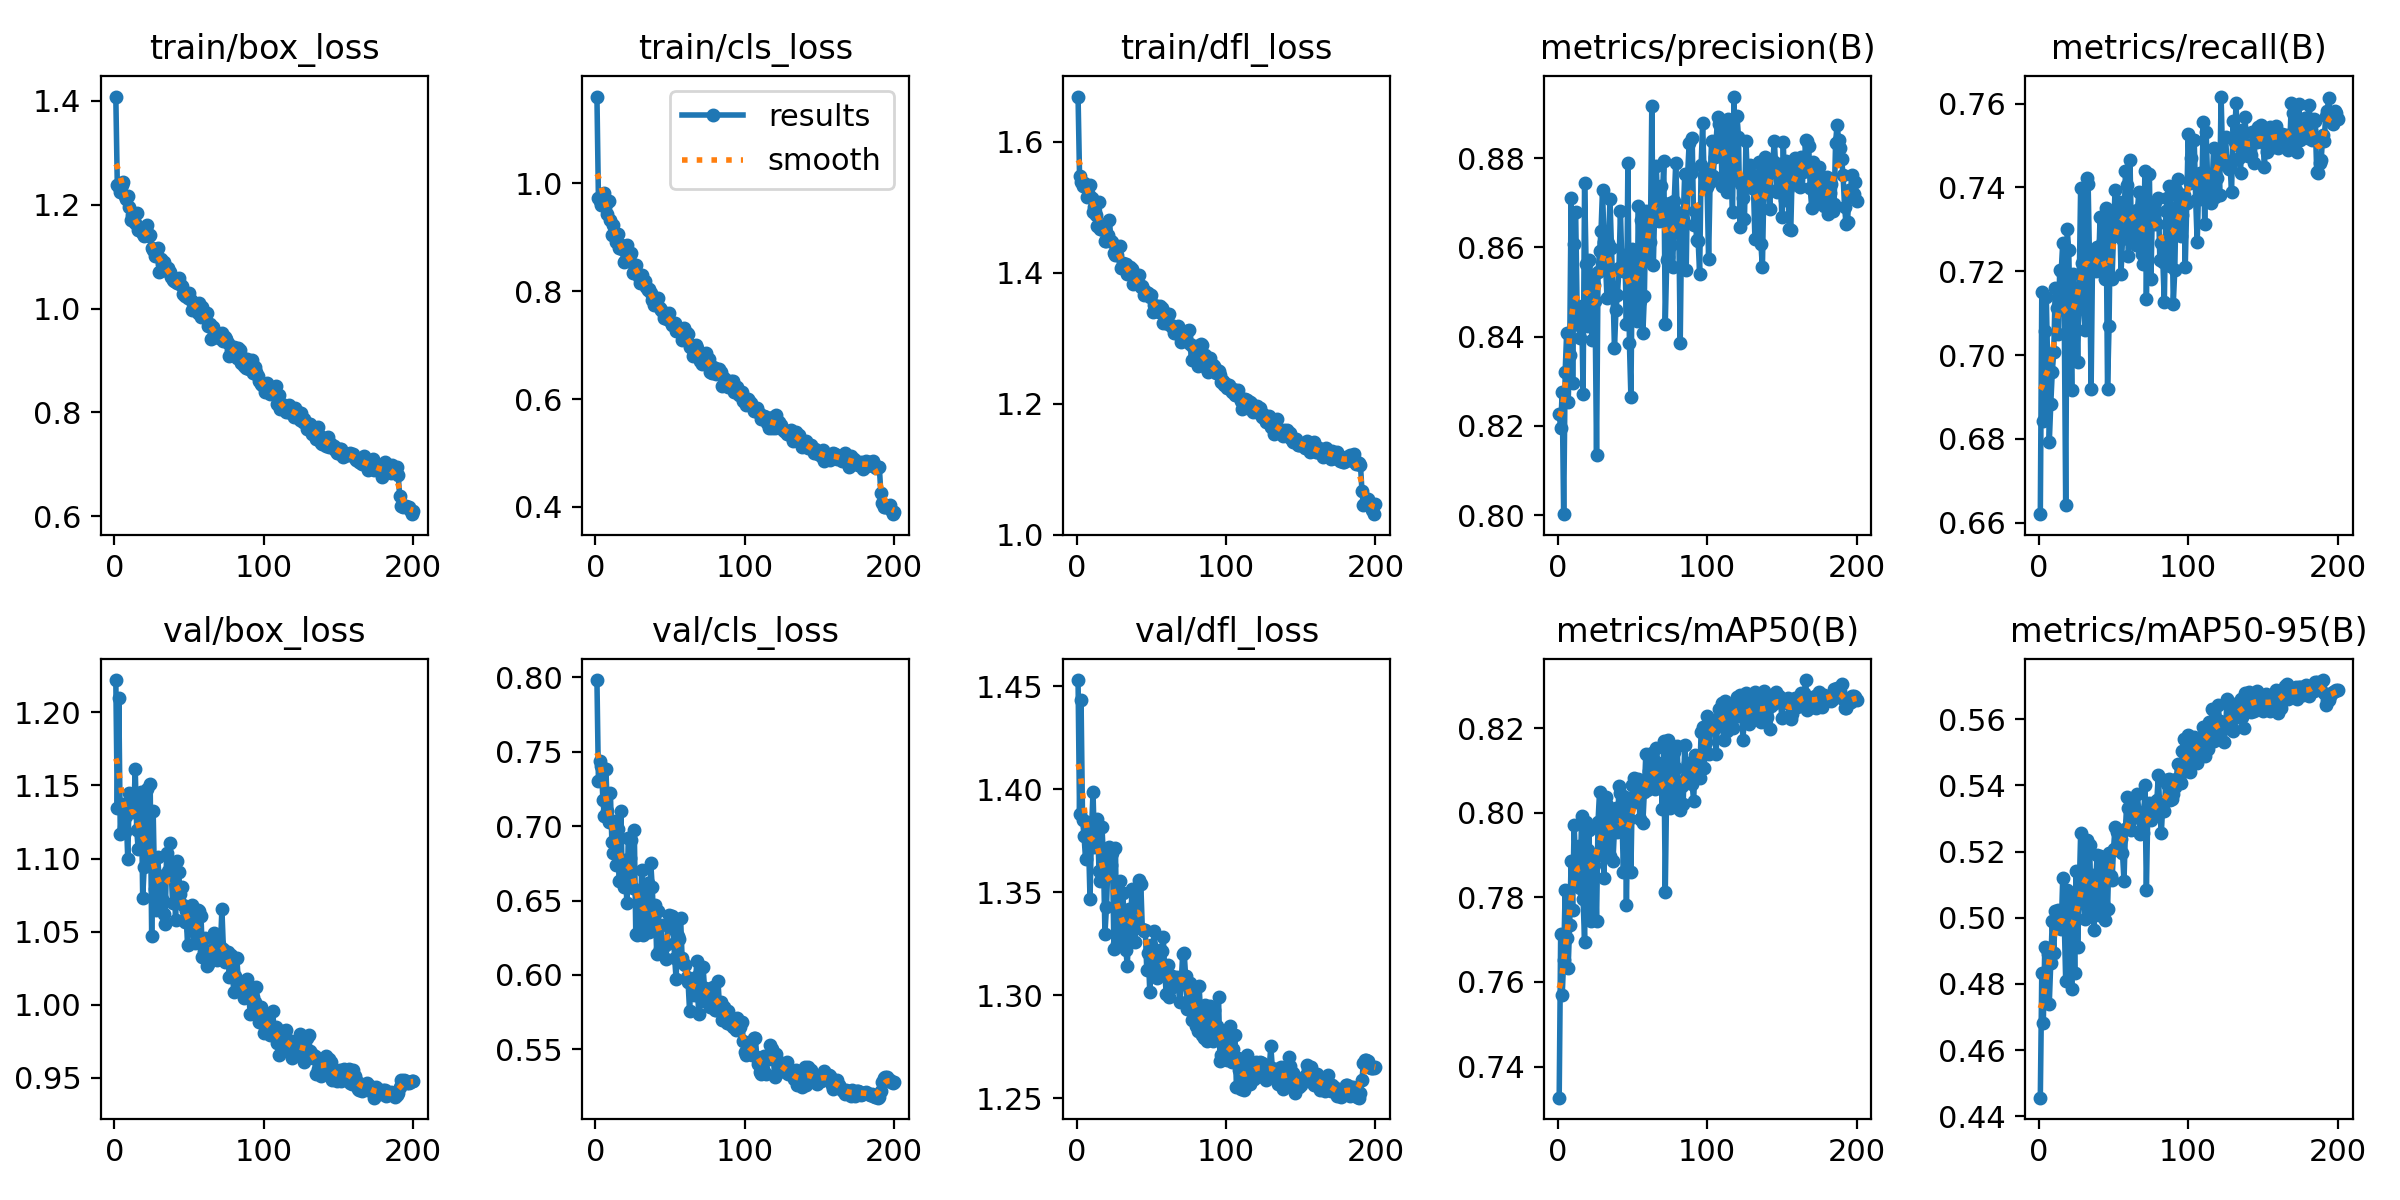 train/box_loss
1.4
1.2
1.0
0.8
0.6
0 100 200
train/cls_loss
results
smooth
1.0
0.8
0.6
0.4
0 100 200
train/dfl_loss
1.6
1.4
1.2
1.0
0 100 200
metrics/precision(B)
0.88
0.86
0.84
0.82
0.80
0 100 200
metrics/recall(B)
0.76
0.74
0.72
0.70
0.68
0.66
0 100 200
val/box_loss
1.20
1.15
1.10
1.05
1.00
0.95
0 100 200
val/cls_loss
0.80
0.75
0.70
0.65
0.60
0.55
0 100 200
val/dfl_loss
1.45
1.40
1.35
1.30
1.25
0 100 200
metrics/mAP50(B)
0.82
0.80
0.78
0.76
0.74
0 100 200
metrics/mAP50-95(B)
0.56
0.54
0.52
0.50
0.48
0.46
0.44
0 100 200